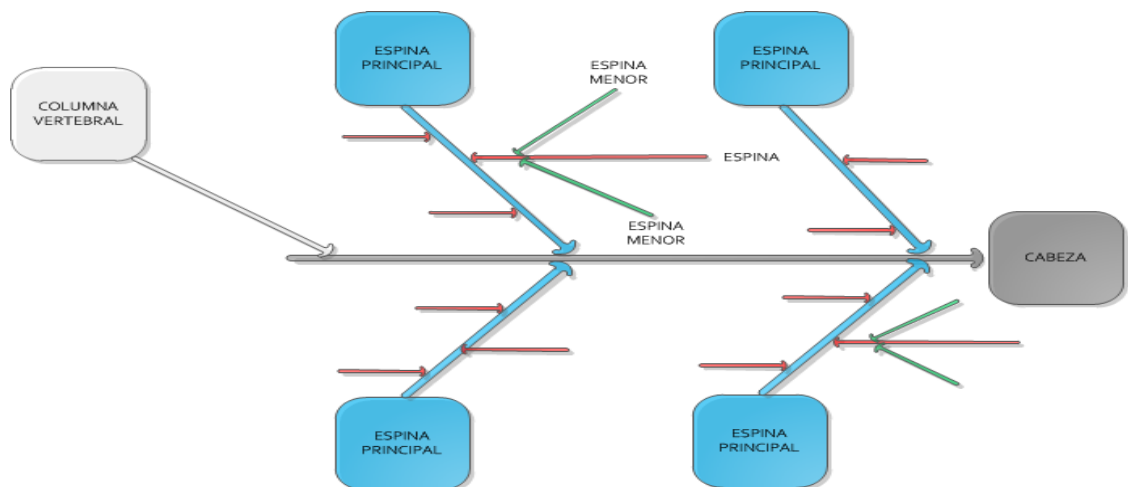 ESPINA
PRINCIPAL
ESPINA
PRINCIPAL
ESPINA
MENOR
COLUMNA
VERTEBRAL
ESPINA
ESPINA
MENOR
CABEZA
ESPINA
PRINCIPAL
ESPINA
PRINCIPAL